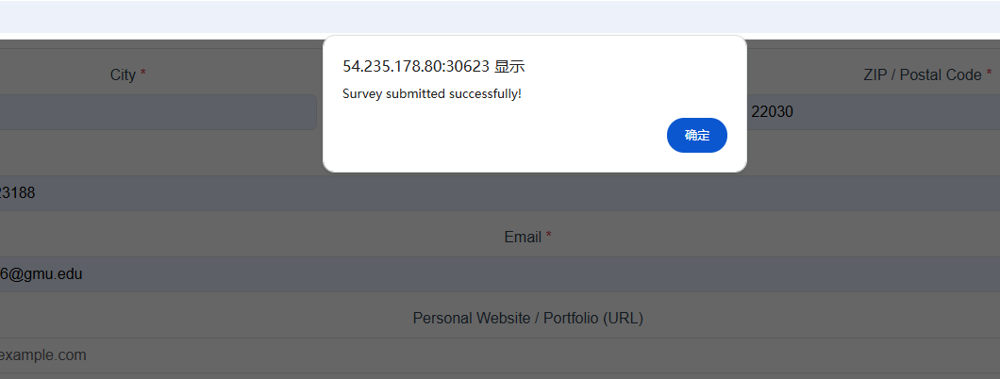 54.235.178.80:30623 显示
Survey submitted successfully!
确定
City *
ZIP / Postal Code *
22030
23188
Email *
6@gmu.edu
Personal Website / Portfolio (URL)
example.com